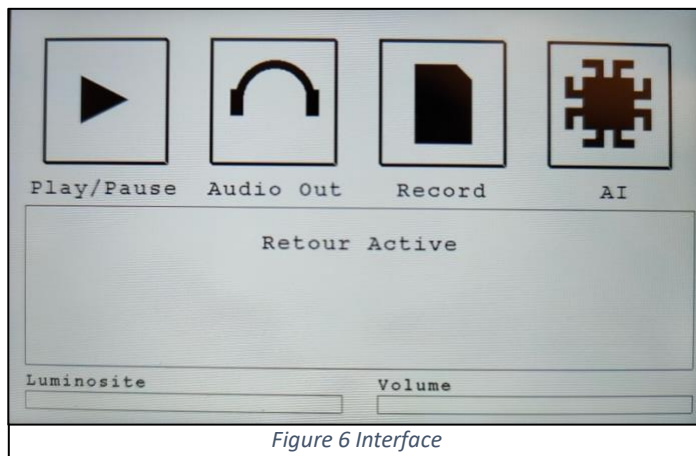 Play/Pause Audio Out Record AI
Retour Active
Luminosite Volume
Figure 6 Interface